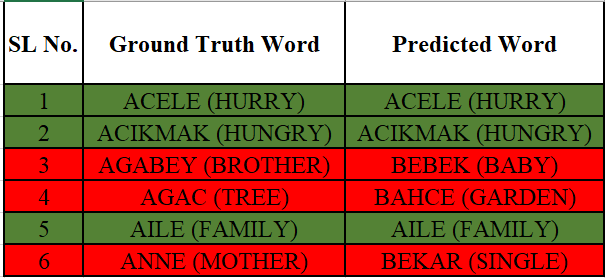 SL No. Ground Truth Word Predicted Word
1 ACELE (HURRY) ACELE (HURRY)
2 ACIKMAK (HUNGRY) ACIKMAK (HUNGRY)
3 AGABEY (BROTHER) BEBEK (BABY)
4 AGAC (TREE) BAHCE (GARDEN)
5 AILE (FAMILY) AILE (FAMILY)
6 ANNE (MOTHER) BEKAR (SINGLE)